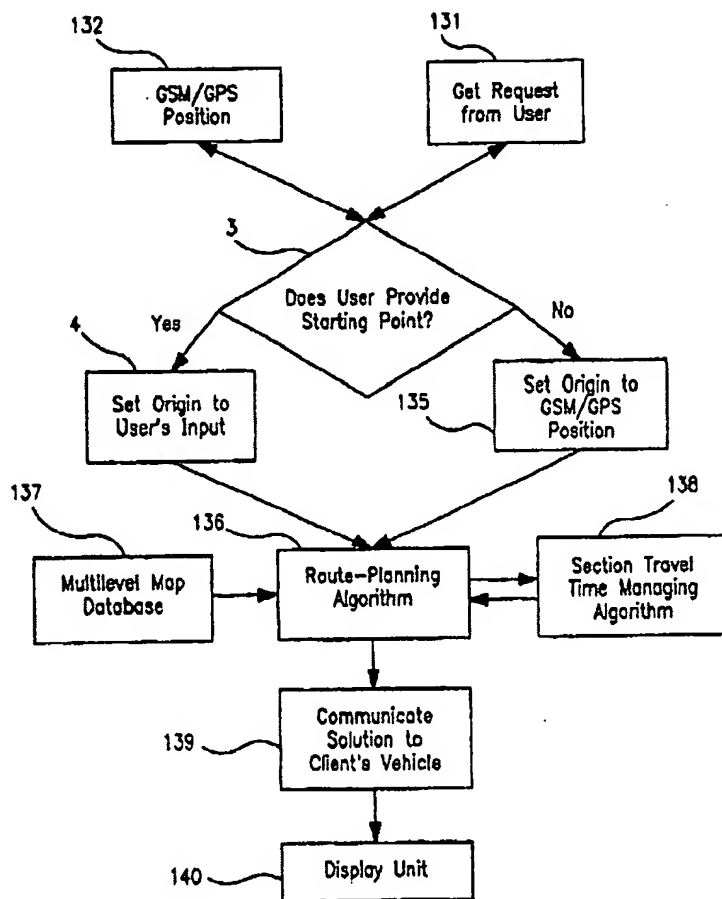 132
131
GSM/GPS
Position
Get Request
from User
3
Does User Provide
Starting Point?
Yes
No
4
Set Origin to
User's Input
135
Set Origin to
GSM/GPS
Position
137
136
138
Multilevel Map
Database
Route-Planning
Algorithm
Section Travel
Time Managing
Algorithm
139
Communicate
Solution to
Client's Vehicle
140
Display Unit